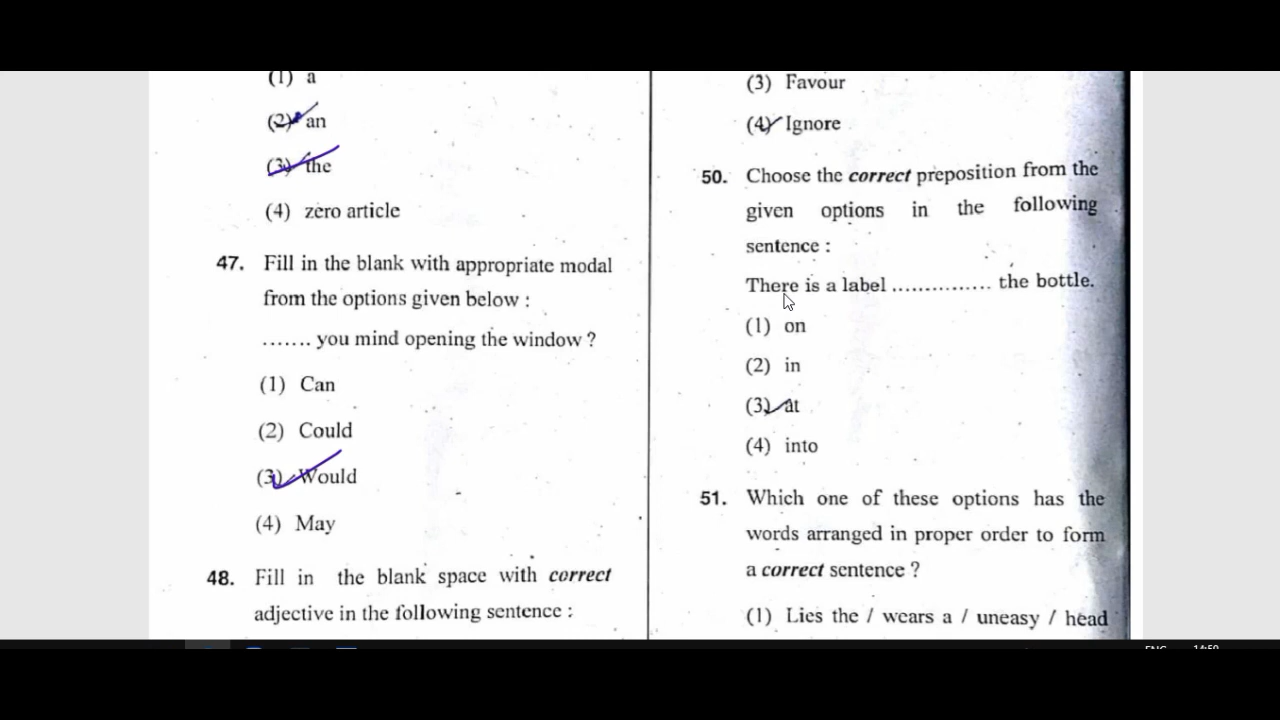 (1) a
(2) an
(3) the
(4) zero article
47. Fill in the blank with appropriate modal
from the options given below :
....... you mind opening the window ?
(1) Can
(2) Could
(3) Would
(4) May
48. Fill in the blank space with correct
adjective in the following sentence :
(3) Favour
(4) Ignore
50. Choose the correct preposition from the
given options in the following
sentence :
There is a label ............... the bottle.
(1) on
(2) in
(3) at
(4) into
51. Which one of these options has the
words arranged in proper order to form
a correct sentence ?
(1) Lies the / wears a / uneasy / head